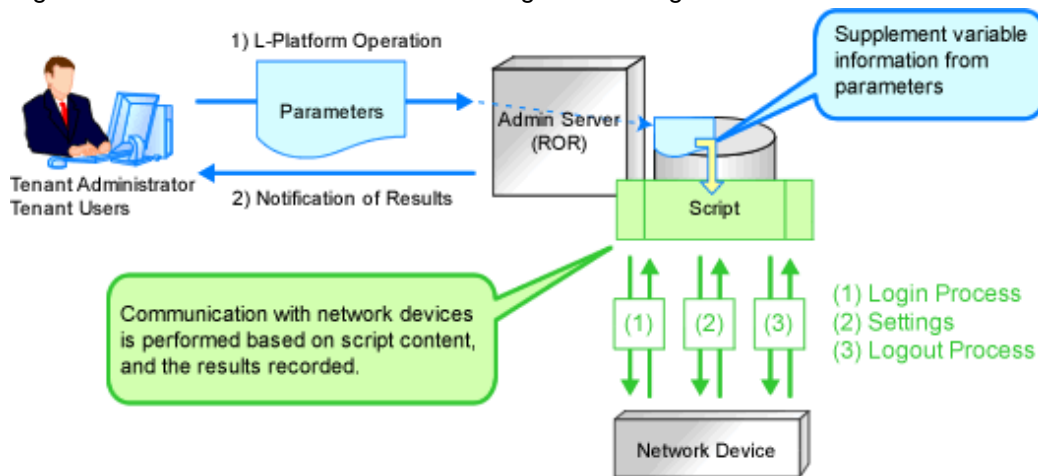 1) L-Platform Operation
Parameters
Admin Server
(ROR)
Supplement variable
information from
parameters
Tenant Administrator
Tenant Users
2) Notification of Results
Script
Communication with network devices
is performed based on script content,
and the results recorded.
(1)
(2)
(3)
(1) Login Process
(2) Settings
(3) Logout Process
Network Device